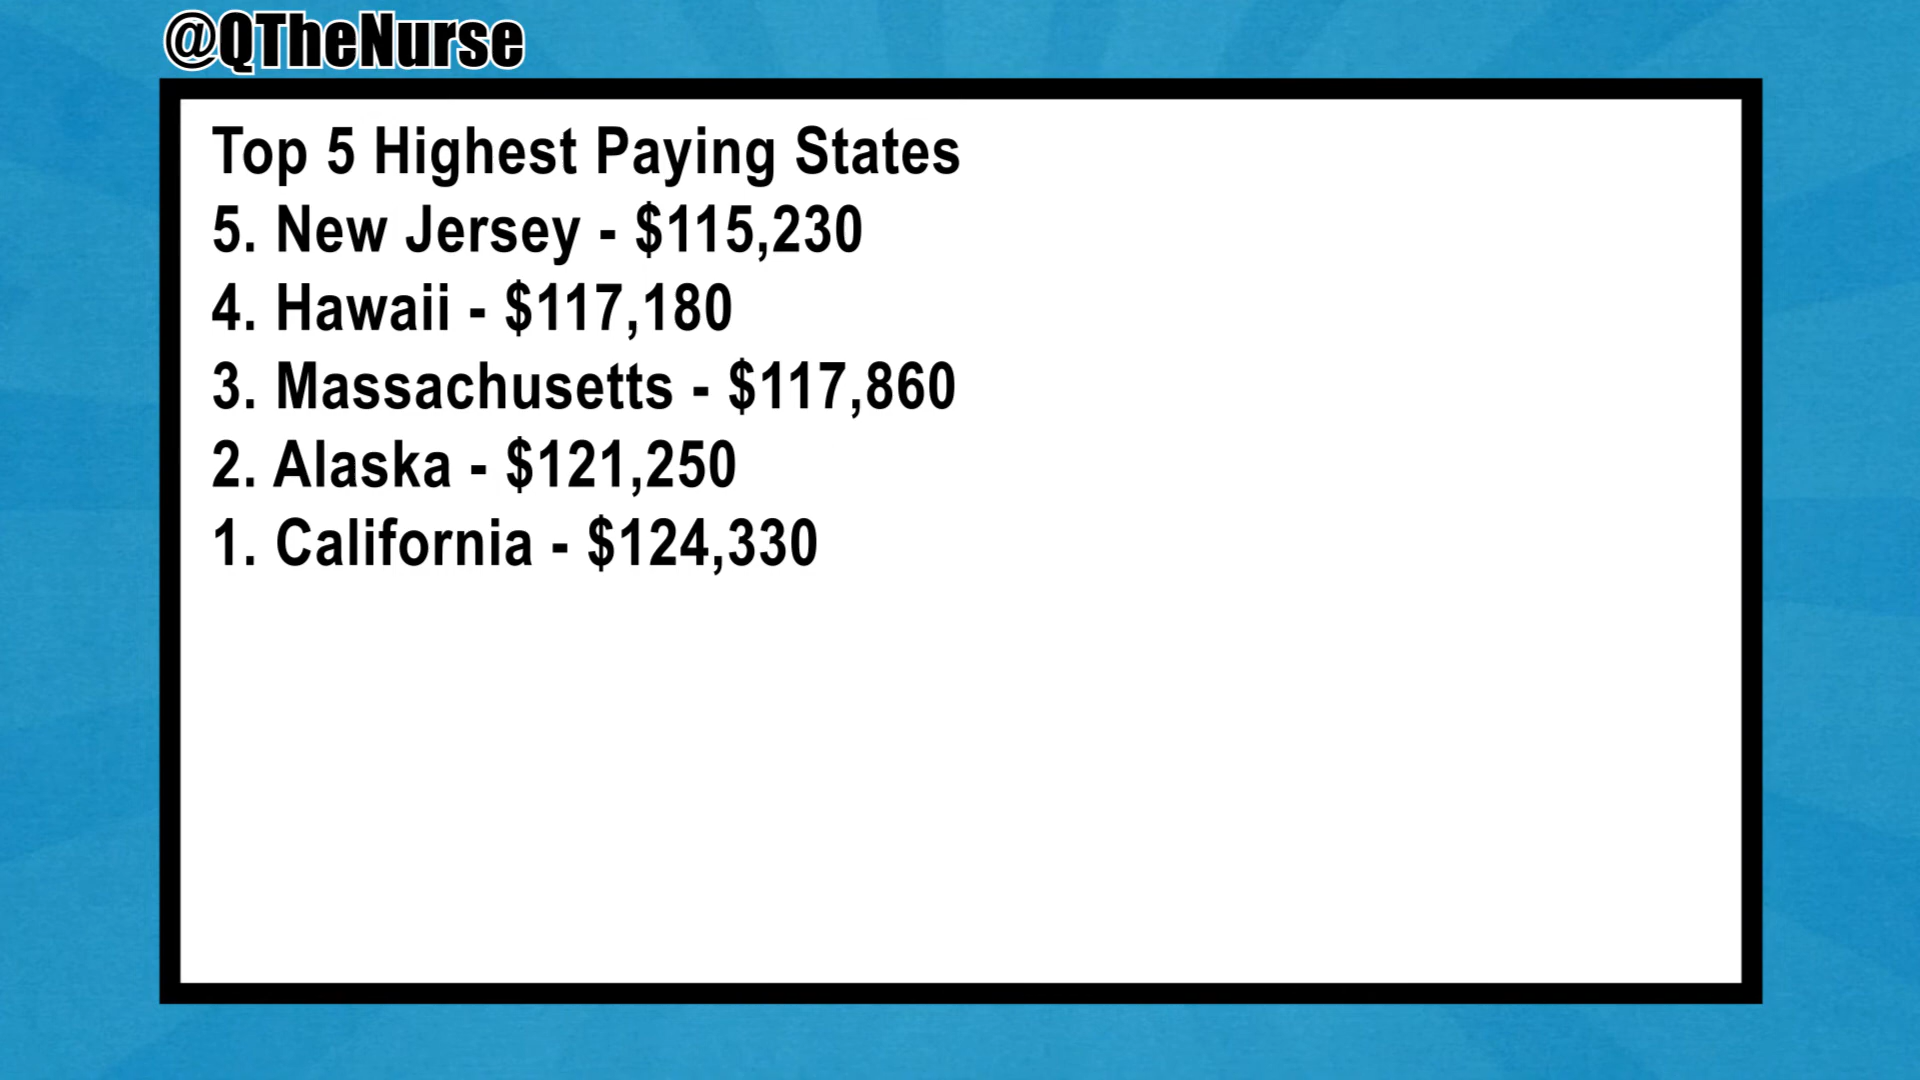 @QTheNurse
Top 5 Highest Paying States
5. New Jersey - $115,230
4. Hawaii - $117,180
3. Massachusetts - $117,860
2. Alaska - $121,250
1. California - $124,330